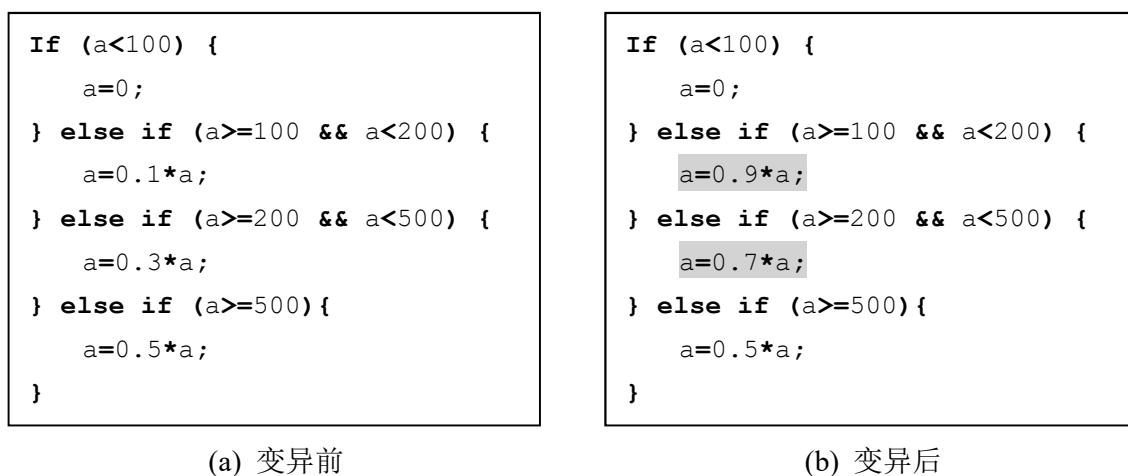 If (a<100) {
a=0;
} else if (a>=100 && a<200) {
a=0.1*a;
} else if (a>=200 && a<500) {
a=0.3*a;
} else if (a>=500){
a=0.5*a;
}
(a) 变异前
If (a<100) {
a=0;
} else if (a>=100 && a<200) {
a=0.9*a;
} else if (a>=200 && a<500) {
a=0.7*a;
} else if (a>=500){
a=0.5*a;
}
(b) 变异后